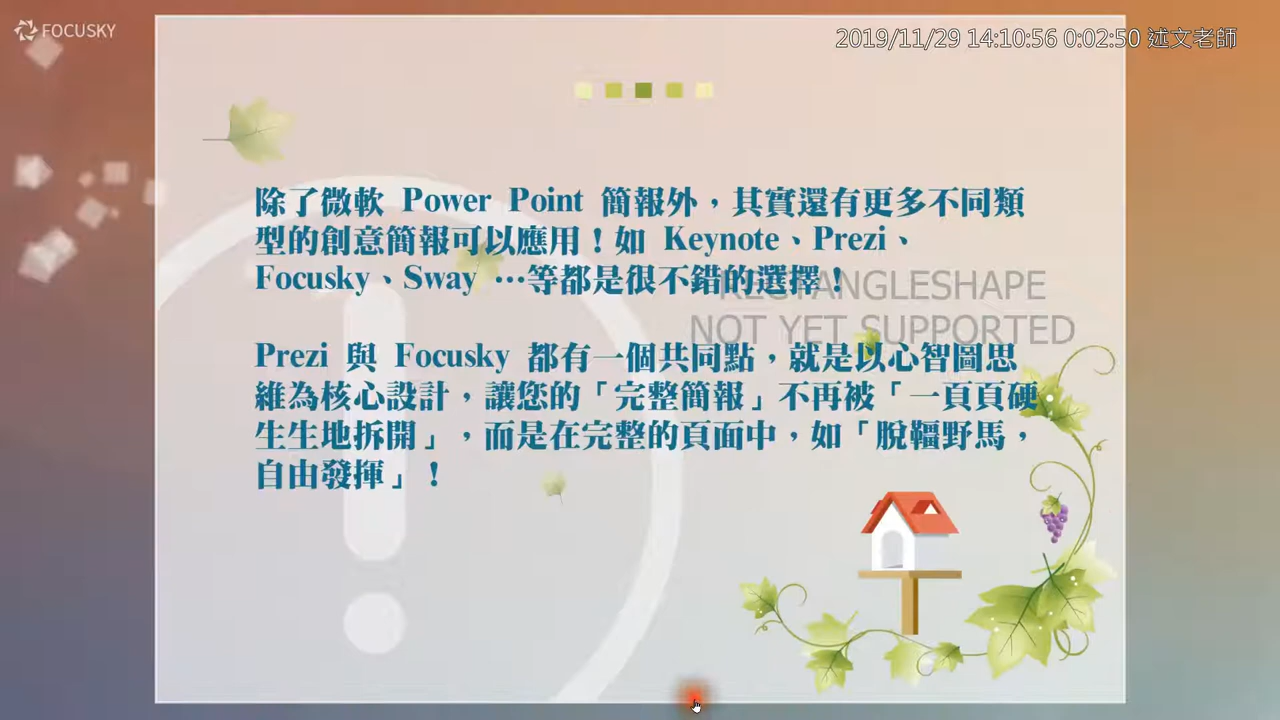 FOCUSKY
2019/11/29 14:10:56 0:02:50 述文老師
除了微軟 Power Point 簡報外，其實還有更多不同類
型的創意簡報可以應用！如 Keynote、Prezi、
Focusky、Sway …等都是很不錯的選擇！
RECTANGLESHAPE
NOT YET SUPPORTED
Prezi 與 Focusky 都有一個共同點，就是以心智圖思
維為核心設計，讓您的「完整簡報」不再被「一頁頁硬
生生地拆開」，而是在完整的頁面中，如「脫韁野馬，
自由發揮」！